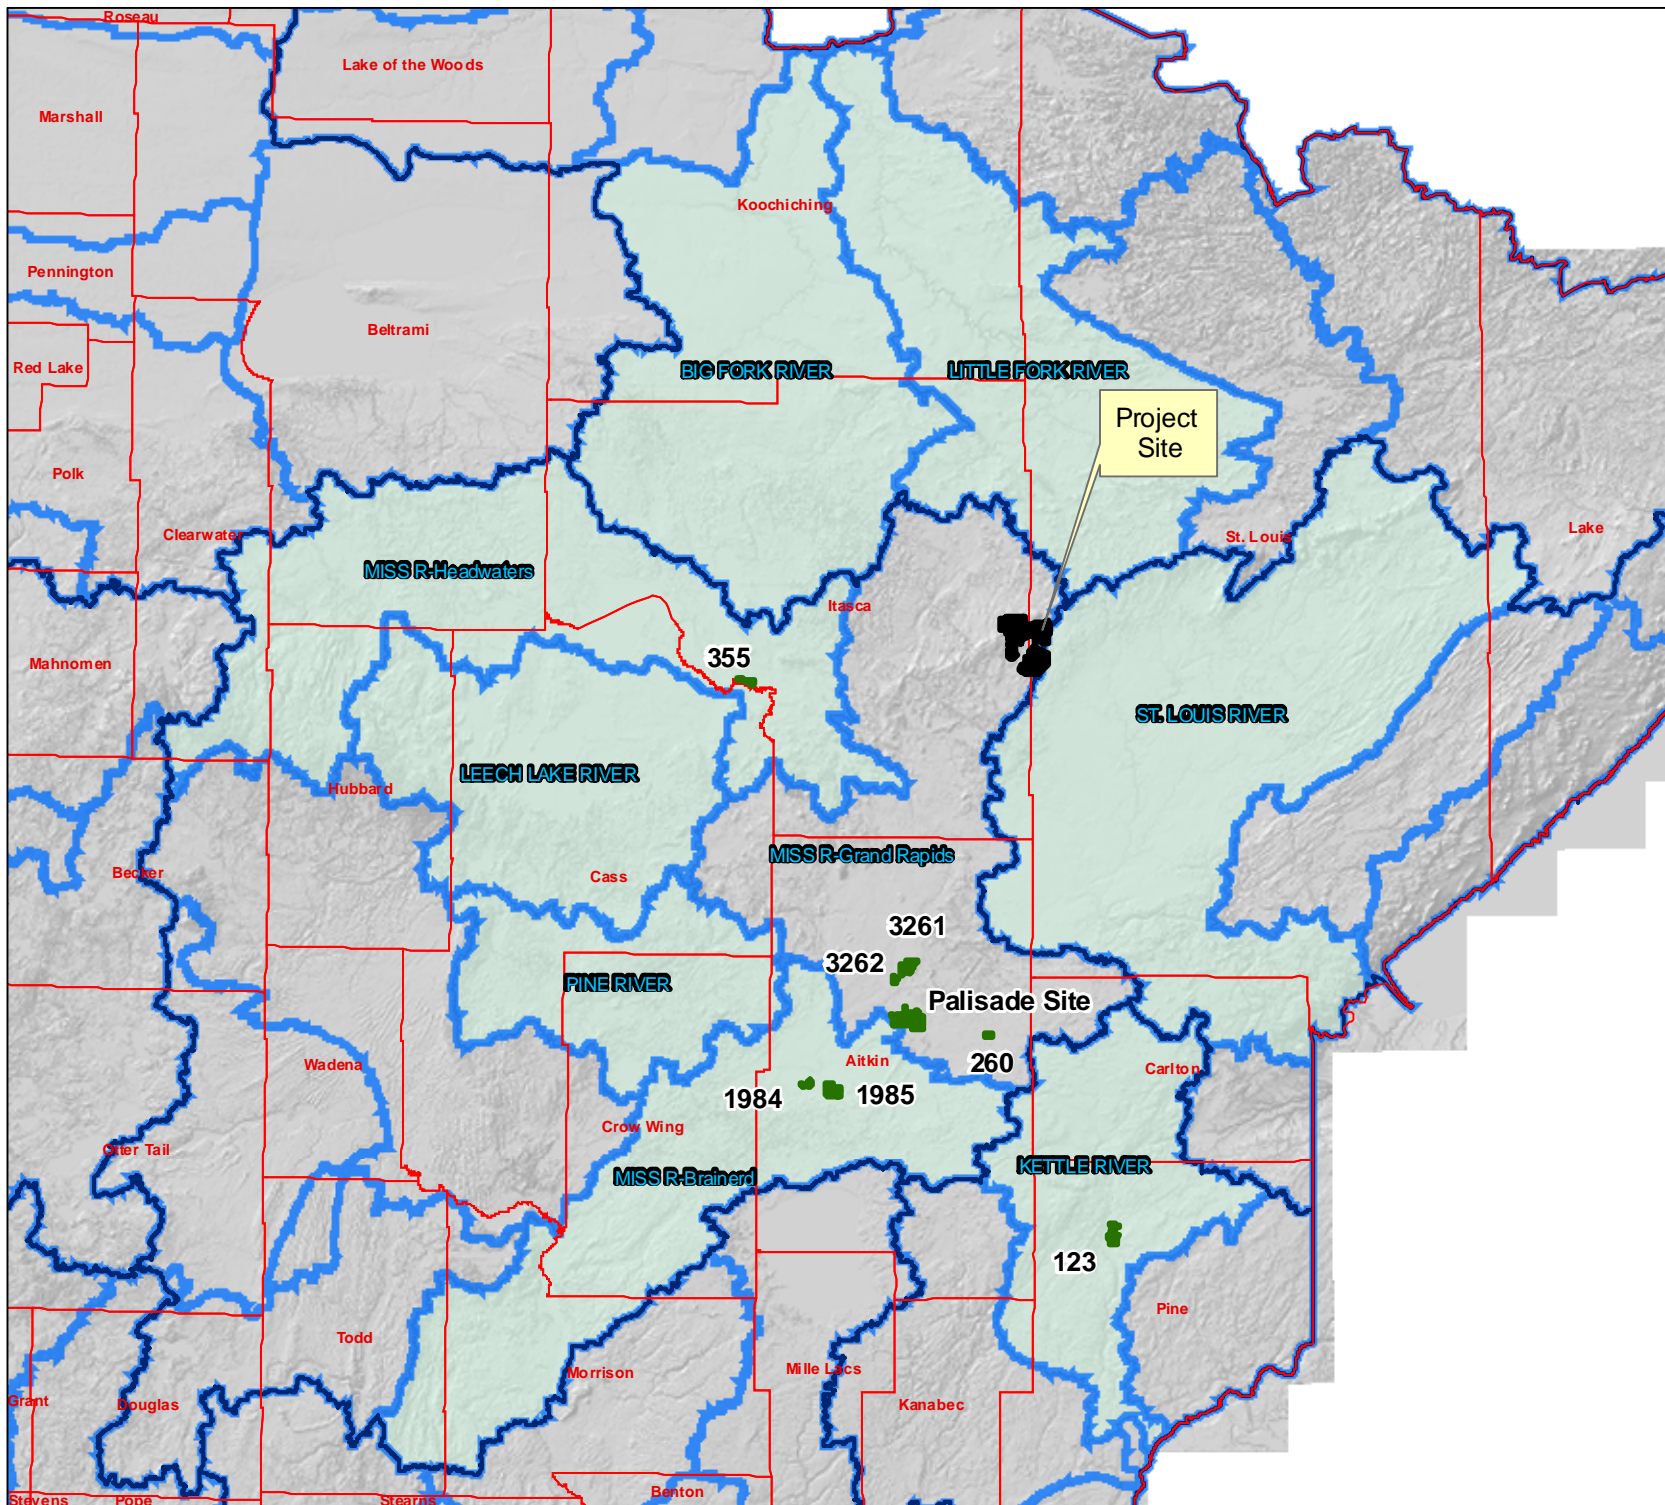 Roseau
Lake of the Woods
Marshall
Koochiching
Pennington
Beltrami
Red Lake
BIG FORK RIVER
LITTLE FORK RIVER
Project
Site
Polk
Clearwater
St. Louis
Lake
MISS R-Headwaters
Itasca
Mahnomen
355
ST. LOUIS RIVER
LEECH LAKE RIVER
Hubbard
MISS R-Grand Rapids
Becker
Cass
3261
3262
PINE RIVER
Palisade Site
Wadena
Aitkin
260
Carlton
1984
1985
Crow Wing
Otter Tail
KETTLE RIVER
MISS R-Brainerd
123
Pine
Todd
Morrison
Mille Lacs
Grant
Douglas
Kanabec
Stevens
Pope
Stearns
Benton